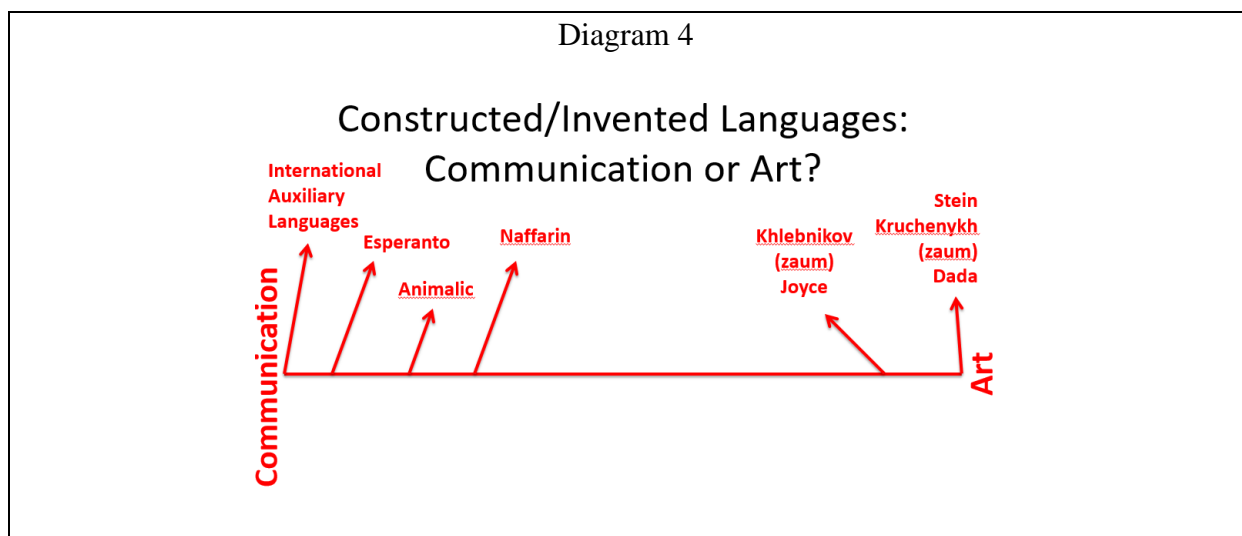 Diagram 4
Constructed/Invented Languages:
Communication or Art?
International
Auxiliary
Languages
Esperanto
Animalic
Naffarin
Khlebnikov
(zaum)
Joyce
Stein
Kruchenykh
(zaum)
Dada
Communication
Art